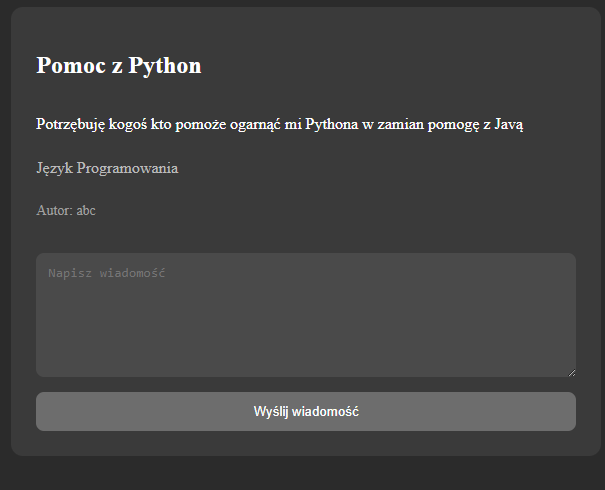 Pomoc z Python
Potrzębuję kogoś kto pomoże ogarnąć mi Pythona w zamian pomogę z Javą
Język Programowania
Autor: abc
Napisz wiadomość
Wyślij wiadomość